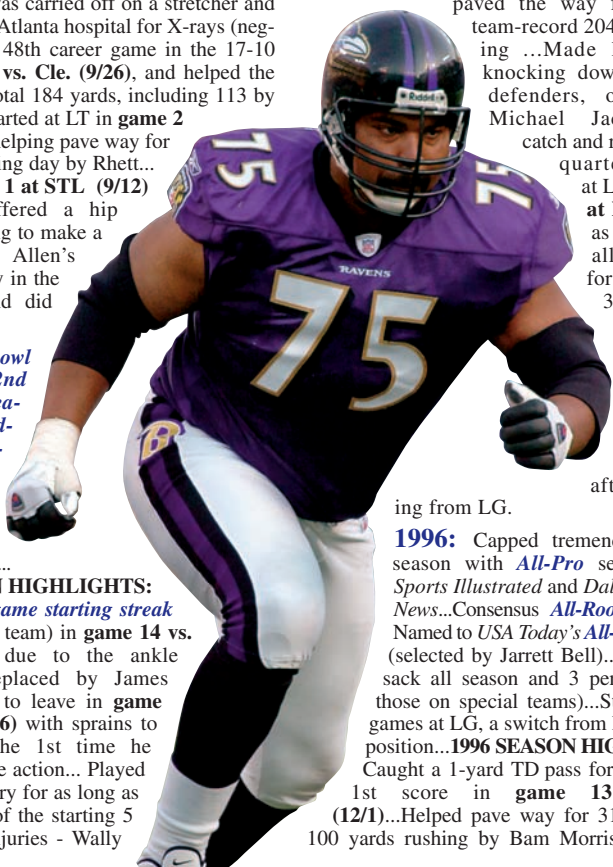 was carried off on a stretcher and
Atlanta hospital for X-rays (neg-
48th career game in the 17-10
vs. Cle. (9/26), and helped the
total 184 yards, including 113 by
started at LT in game 2
helping pave way for
ing day by Rhett...
1 at STL (9/12)
ffered a hip
g to make a
Allen's
in the
d did
owl
2nd
ea-
d-
...
HIGHLIGHTS:
game starting streak
team) in game 14 vs.
due to the ankle
eplaced by James
to leave in game
6) with sprains to
he 1st time he
e action... Played
ry for as long as
of the starting 5
juries - Wally
paved the way f
team-record 204
ing ...Made
knocking dow
defenders, o
Michael Jac
catch and r
quarte
at L
at
as
all
for
3
aft
ing from LG.
1996: Capped tremen
season with All-Pro se
Sports Illustrated and Dal
News...Consensus All-Roo
Named to USA Today's All-
(selected by Jarrett Bell)..
sack all season and 3 per
those on special teams)...S
games at LG, a switch from
position...1996 SEASON HIG
Caught a 1-yard TD pass for
1st score in game 13
(12/1)...Helped pave way for 31
100 yards rushing by Bam Morris
Riddell
75
75
NFL
RAVENS
75
B